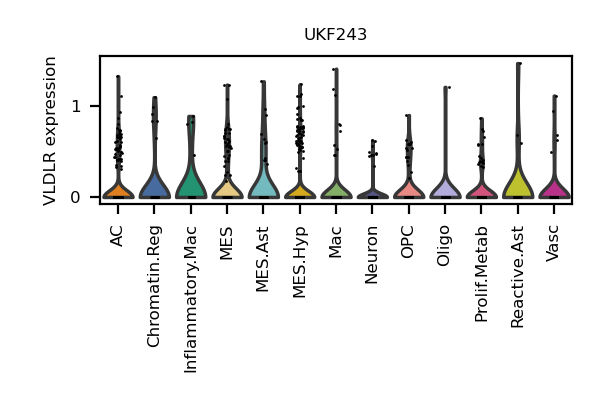 UKF243
VLDLR expression
1
0
AC
Chromatin.Reg
Inflammatory.Mac
MES
MES.Ast
MES.Hyp
Mac
Neuron
OPC
Oligo
Prolif.Metab
Reactive.Ast
Vasc